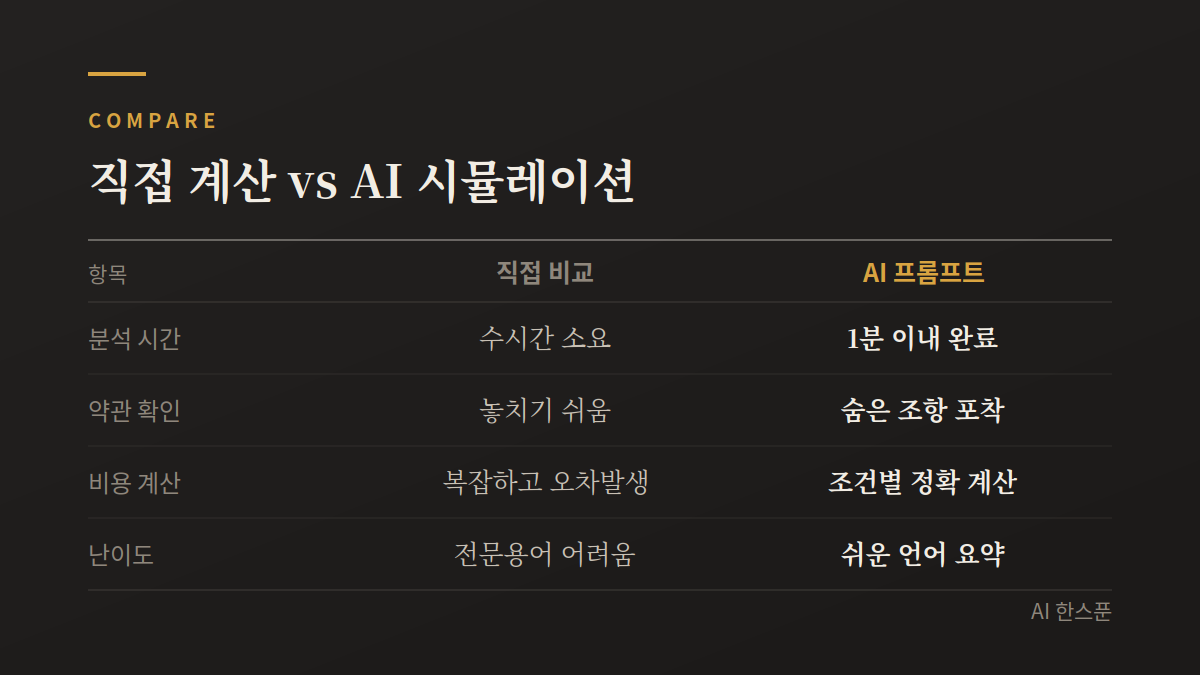 COMPARE
직접 계산 vs AI 시뮬레이션
항목 직접 비교 AI 프롬프트
분석 시간 수시간 소요 1분 이내 완료
약관 확인 놓치기 쉬움 숨은 조항 포착
비용 계산 복잡하고 오차발생 조건별 정확 계산
난이도 전문용어 어려움 쉬운 언어 요약
AI 한스푼